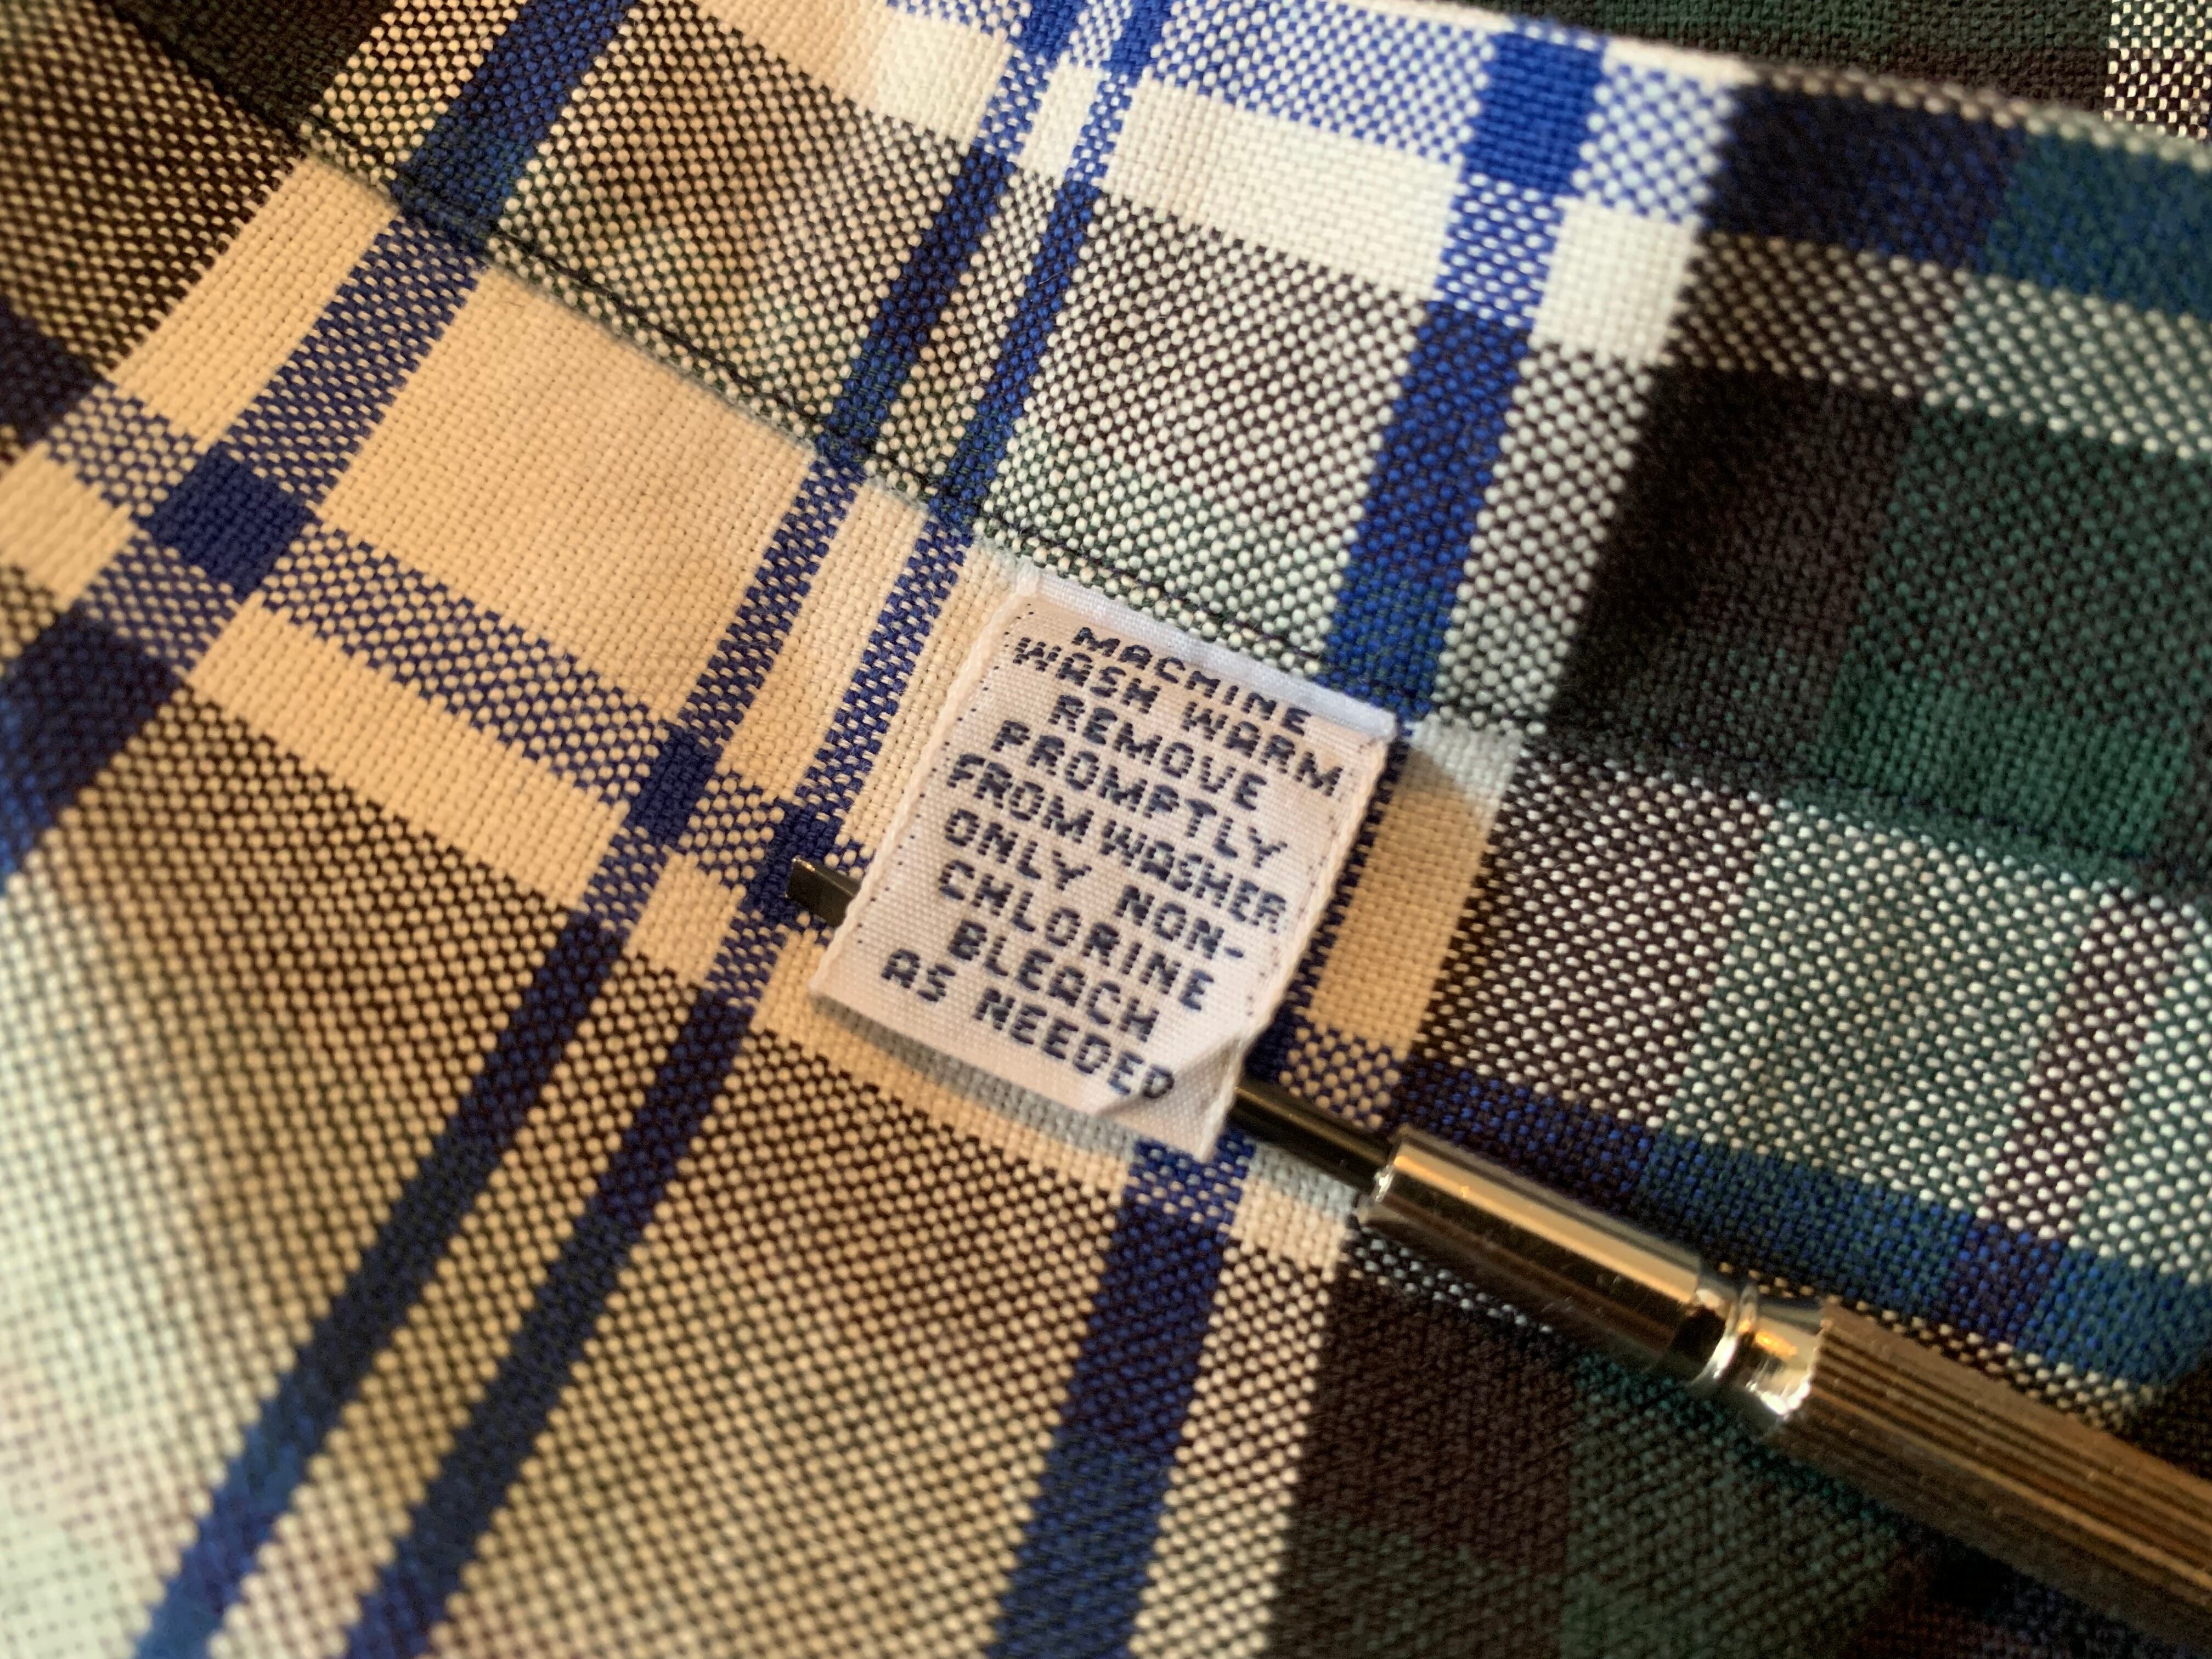 MACHINE
WASH WARM
REMOVE
PROMPTLY
FROM WASHER
ONLY NON-
CHLORINE
BLEACH
AS NEEDED